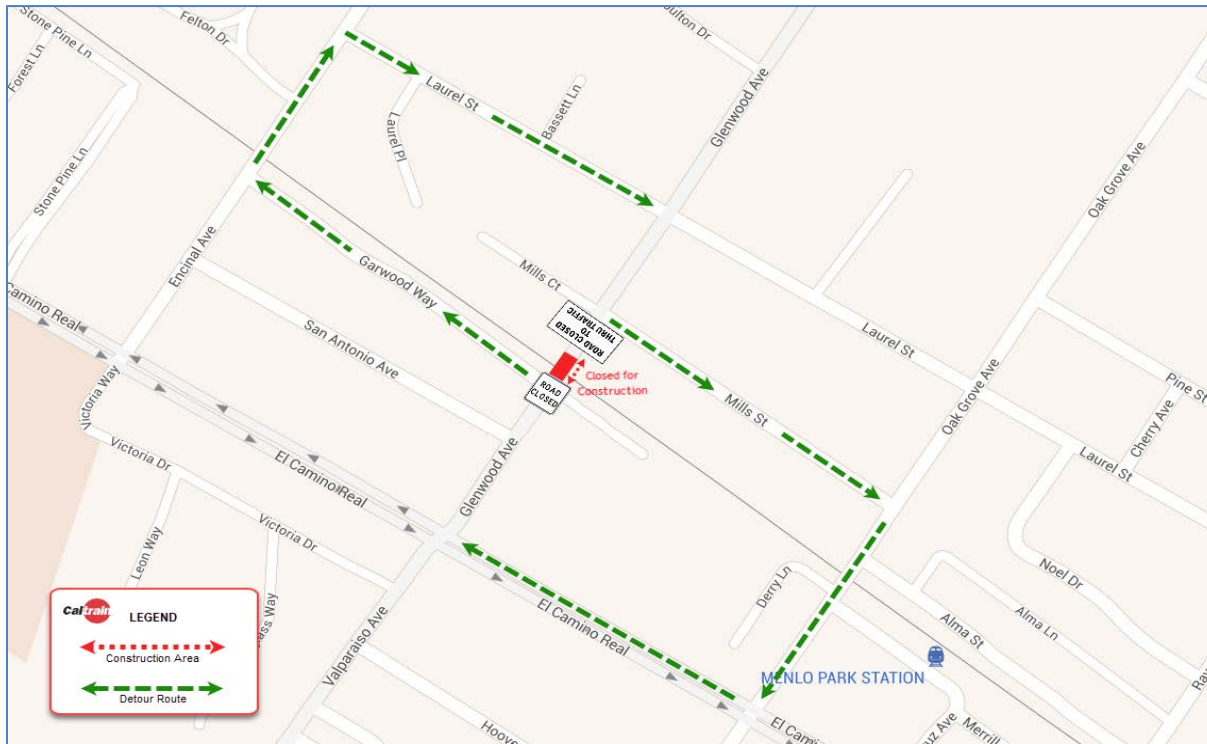 Stone Pine Ln
Felton Dr
Forest Ln
Laurel St
Bassett Ln
Glenwood Ave
Laurel Pl
Stone Pine Ln
Oak Grove Ave
Encinal Ave
Garwood Way
Mills Ct
ROAD CLOSED
TO
THRU TRAFFIC
Camino Real
San Antonio Ave
Closed for
Construction
ROAD
CLOSED
Laurel St
Pine St
Mills St
Oak Grove Ave
Cherry Ave
Victoria Way
Victoria Dr
El Camino Real
Glenwood Ave
Laurel St
Victoria Dr
Leon Way
Derry Ln
Noel Dr
Alma Ln
Alma St
El Camino Real
Valparaiso Ave
MENLO PARK STATION
Caltrain
LEGEND
Construction Area
Detour Route